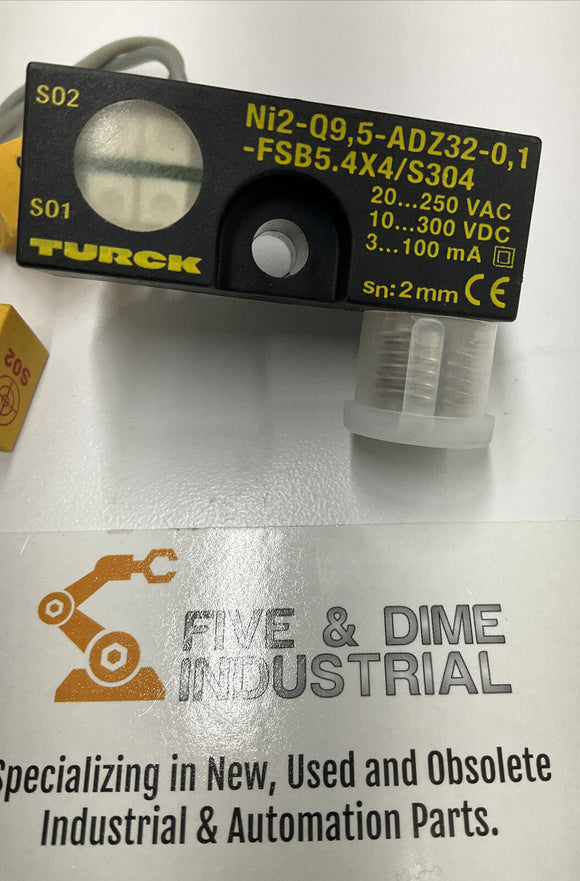 S02
Ni2-Q9,5-ADZ32-0,1
-FSB5.4X4/S304
20...250 VAC
10...300 VDC
3...100 mA
S01
TURCK
sn: 2mm CE
S02
FIVE & DIME
INDUSTRIAL
Specializing in New, Used and Obsolete
Industrial & Automation Parts.